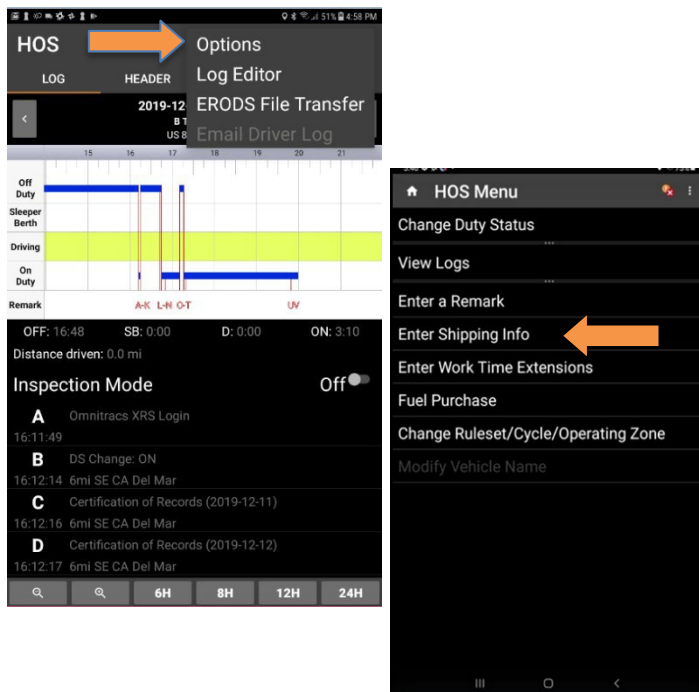 51% 4:58 PM
HOS
Options
Log Editor
ERODS File Transfer
Email Driver Log
LOG HEADER
2019-12
B T
US 8
15 16 17 18 19 20 21
Off
Duty
Sleeper
Berth
Driving
On
Duty
Remark A-K L-N O-T UV
OFF: 16:48 SB: 0:00 D: 0:00 ON: 3:10
Distance driven: 0.0 mi
Inspection Mode Off
A Omnitracs XRS Login
16:11:49
B DS Change: ON
16:12:14 6mi SE CA Del Mar
C Certification of Records (2019-12-11)
16:12:16 6mi SE CA Del Mar
D Certification of Records (2019-12-12)
16:12:17 6mi SE CA Del Mar
6H 8H 12H 24H
HOS Menu
Change Duty Status
View Logs
Enter a Remark
Enter Shipping Info
Enter Work Time Extensions
Fuel Purchase
Change Ruleset/Cycle/Operating Zone
Modify Vehicle Name